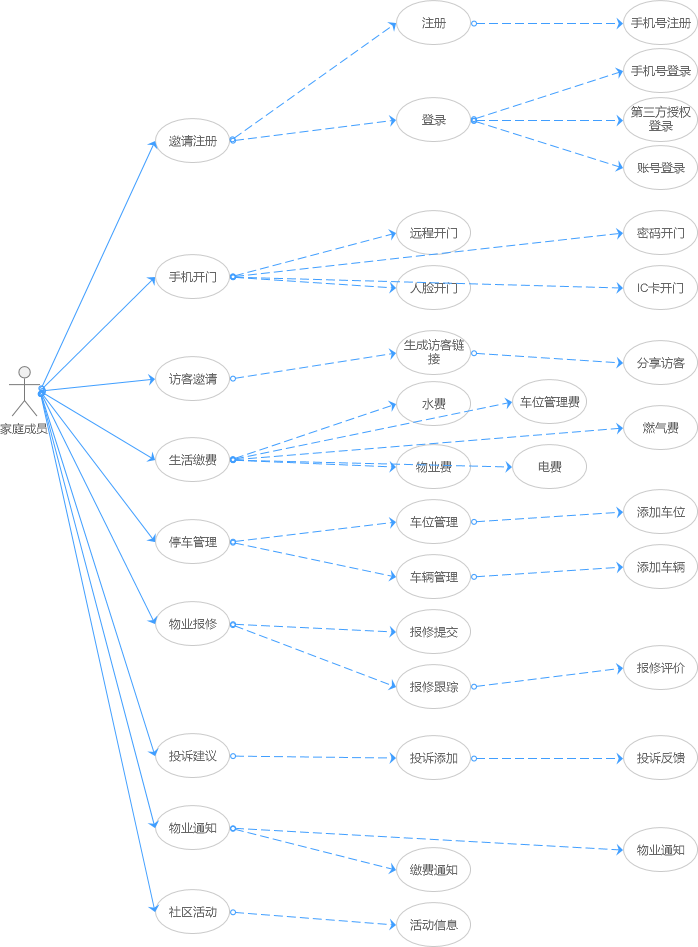 注册
手机号注册
手机号登录
邀请注册
登录
第三方授权
登录
账号登录
远程开门
密码开门
手机开门
人脸开门
IC卡开门
访客邀请
生成访客链
接
分享访客
家庭成员
水费
车位管理费
燃气费
生活缴费
物业费
电费
停车管理
车位管理
添加车位
车辆管理
添加车辆
物业报修
报修提交
报修跟踪
报修评价
投诉建议
投诉添加
投诉反馈
物业通知
物业通知
缴费通知
社区活动
活动信息